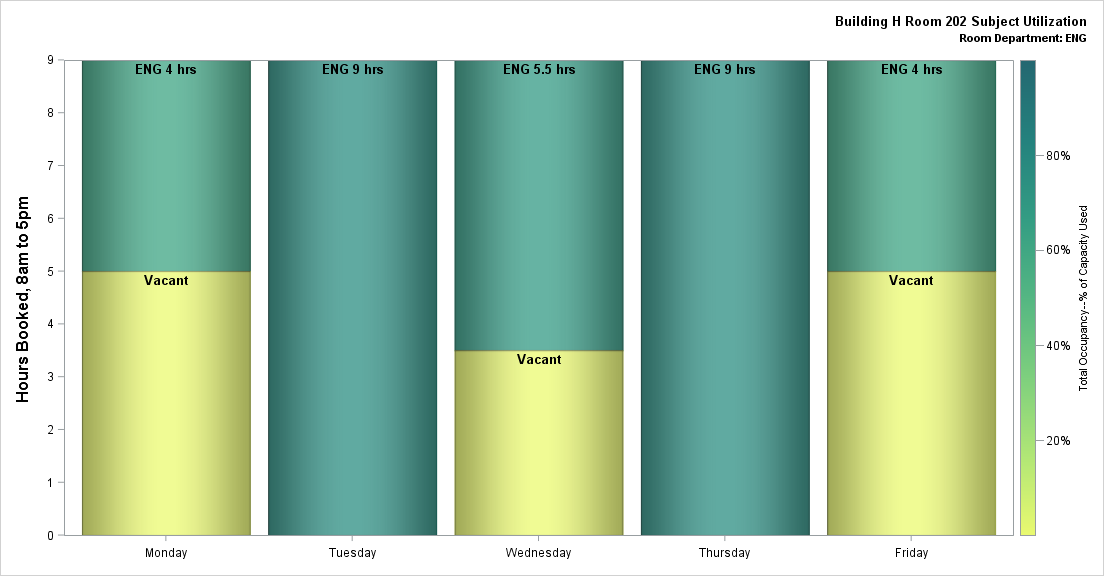 Building H Room 202 Subject Utilization
Room Department: ENG
Hours Booked, 8am to 5pm
9
8
7
6
5
4
3
2
1
0
ENG 4 hrs
ENG 9 hrs
ENG 5.5 hrs
ENG 9 hrs
ENG 4 hrs
Vacant
Vacant
Vacant
Monday
Tuesday
Wednesday
Thursday
Friday
80%
60%
40%
20%
Total Occupancy--% of Capacity Used